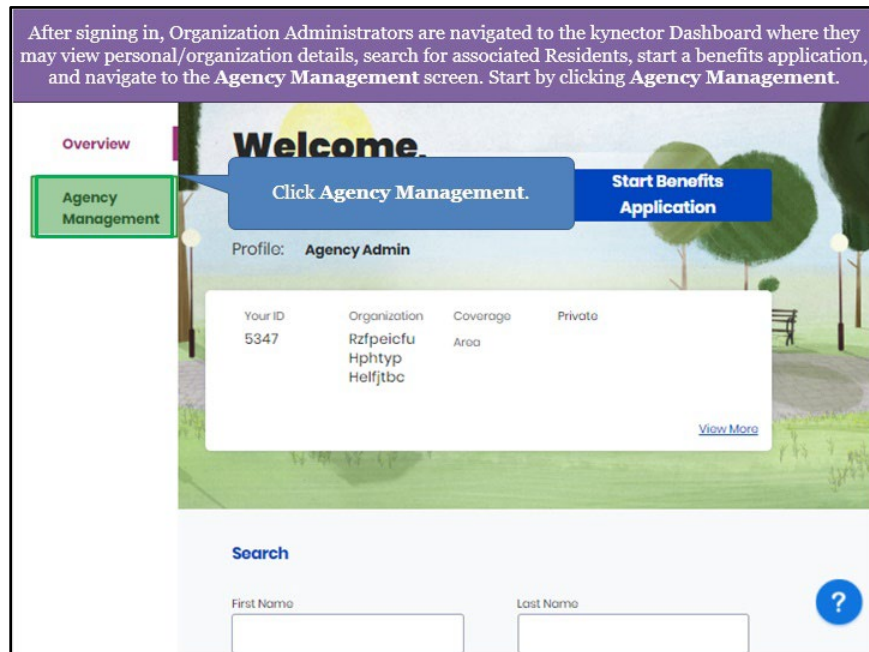 After signing in, Organization Administrators are navigated to the kynector Dashboard where they
may view personal/organization details, search for associated Residents, start a benefits application,
and navigate to the Agency Management screen. Start by clicking Agency Management.
Overview
Welcome,
Agency
Management
Click Agency Management.
Start Benefits
Application
Profile: Agency Admin
Your ID
5347
Organization
Rzfpeicfu
Hphtyp
Helfjtbc
Coverage
Area
Private
View More
Search
First Name
Last Name
?